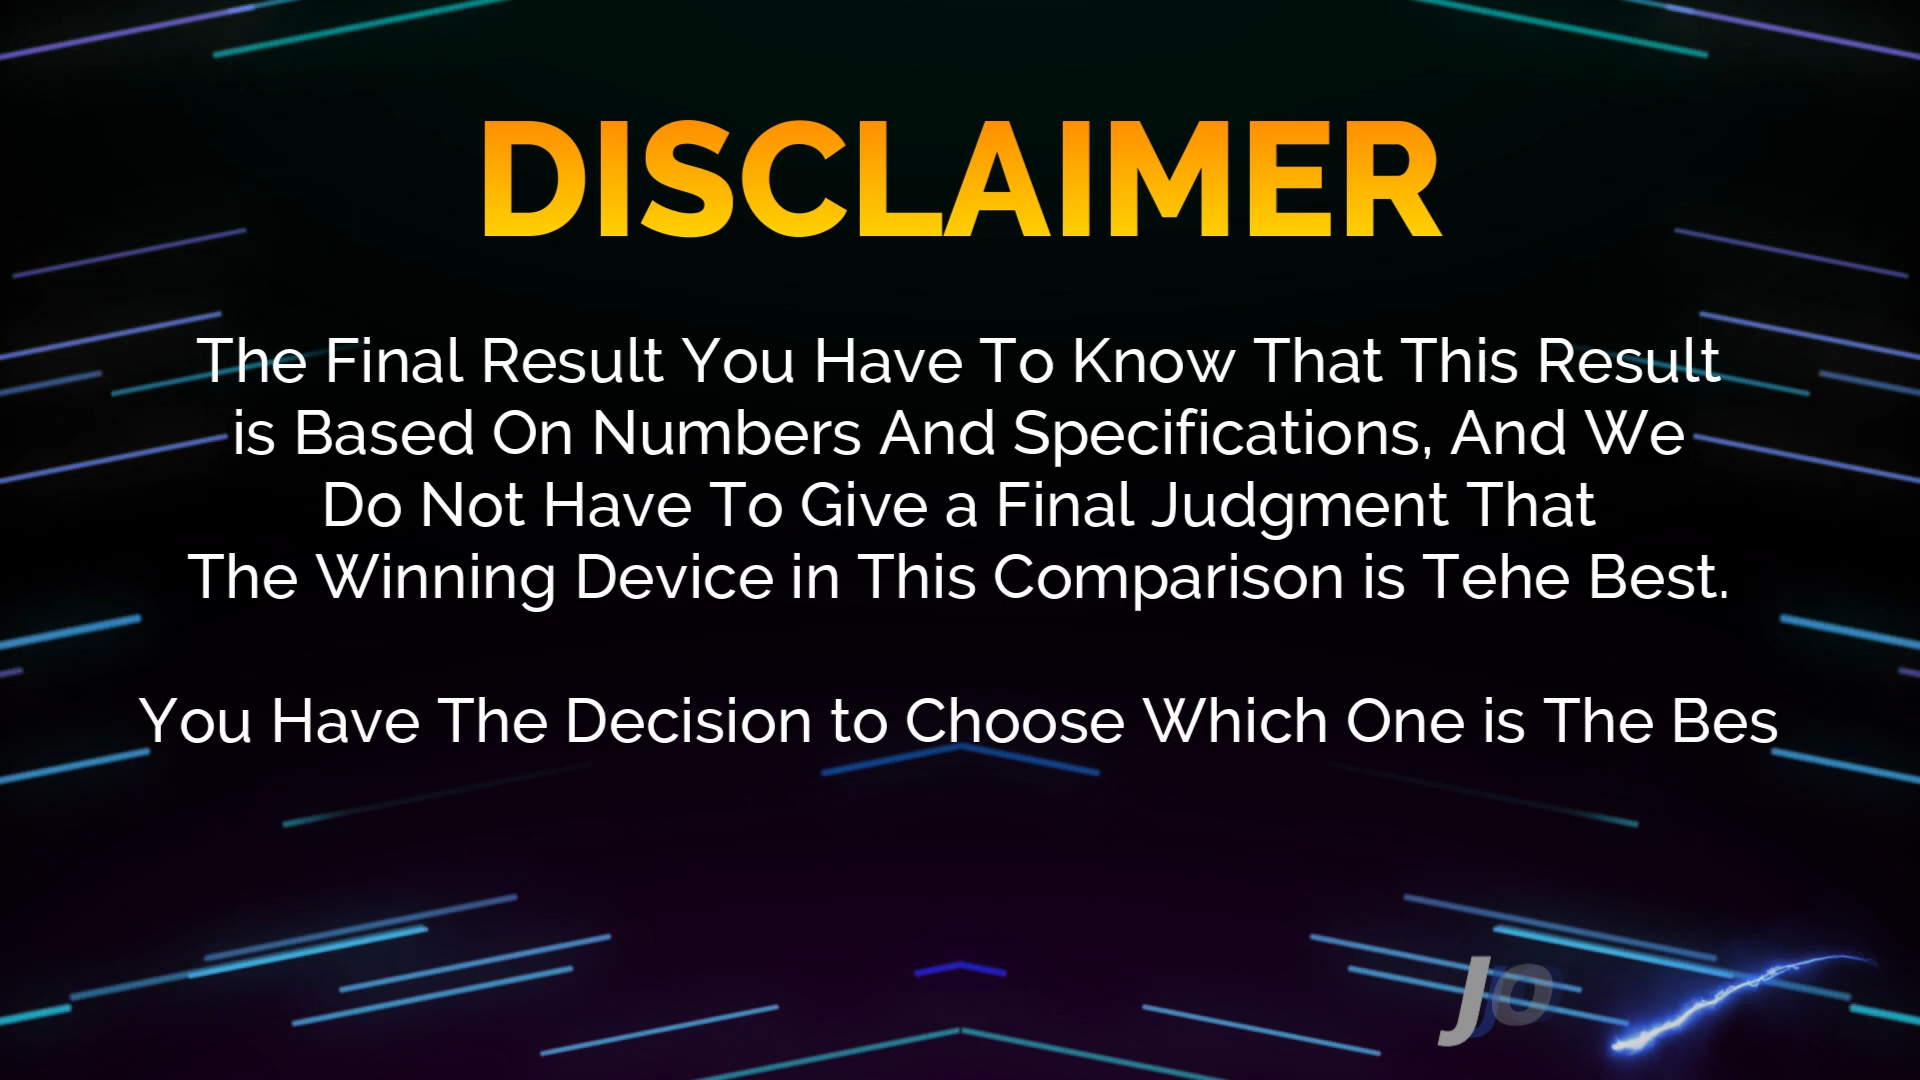 DISCLAIMER
The Final Result You Have To Know That This Result
is Based On Numbers And Specifications, And We
Do Not Have To Give a Final Judgment That
The Winning Device in This Comparison is Tehe Best.
You Have The Decision to Choose Which One is The Bes
JO